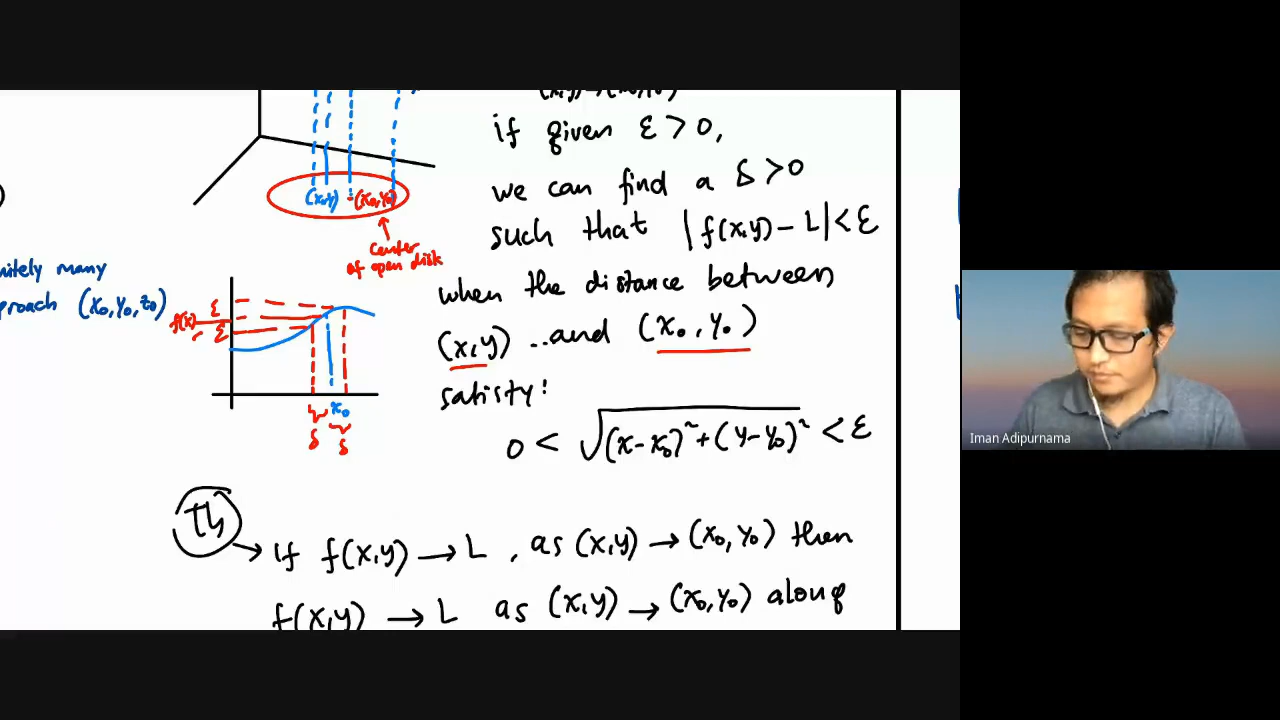 if given ε > 0,
we can find a δ > 0
such that |f(x,y) - L| < ε
when the distance between
(x,y) .. and (x₀, y₀)
satisty:
0 < √(x-x₀)² + (y-y₀)² < ε
(x,y) (x₀,y₀)
center
of open disk
nitely many
proach (x₀, y₀, z₀)
ε
f(x)
ε
x₀
δ δ
Th
→ If f(x,y) → L , as (x,y) → (x₀, y₀) then
f(x,y) → L as (x,y) → (x₀, y₀) along
Iman Adipurnama